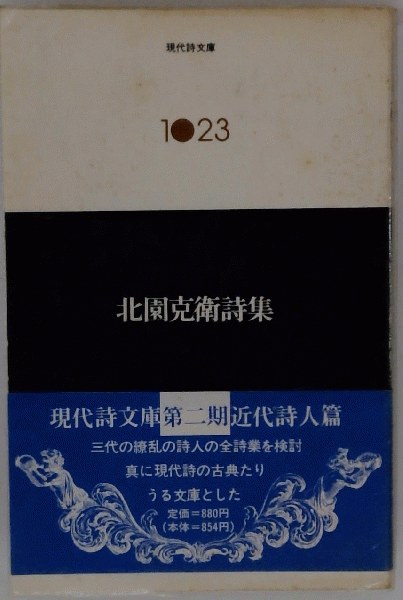 現代詩文庫
1●23
北園克衛詩集
現代詩文庫第二期近代詩人篇
三代の繚乱の詩人の全詩業を検討
真に現代詩の古典たり
うる文庫とした
定価=880円
(本体=854円)